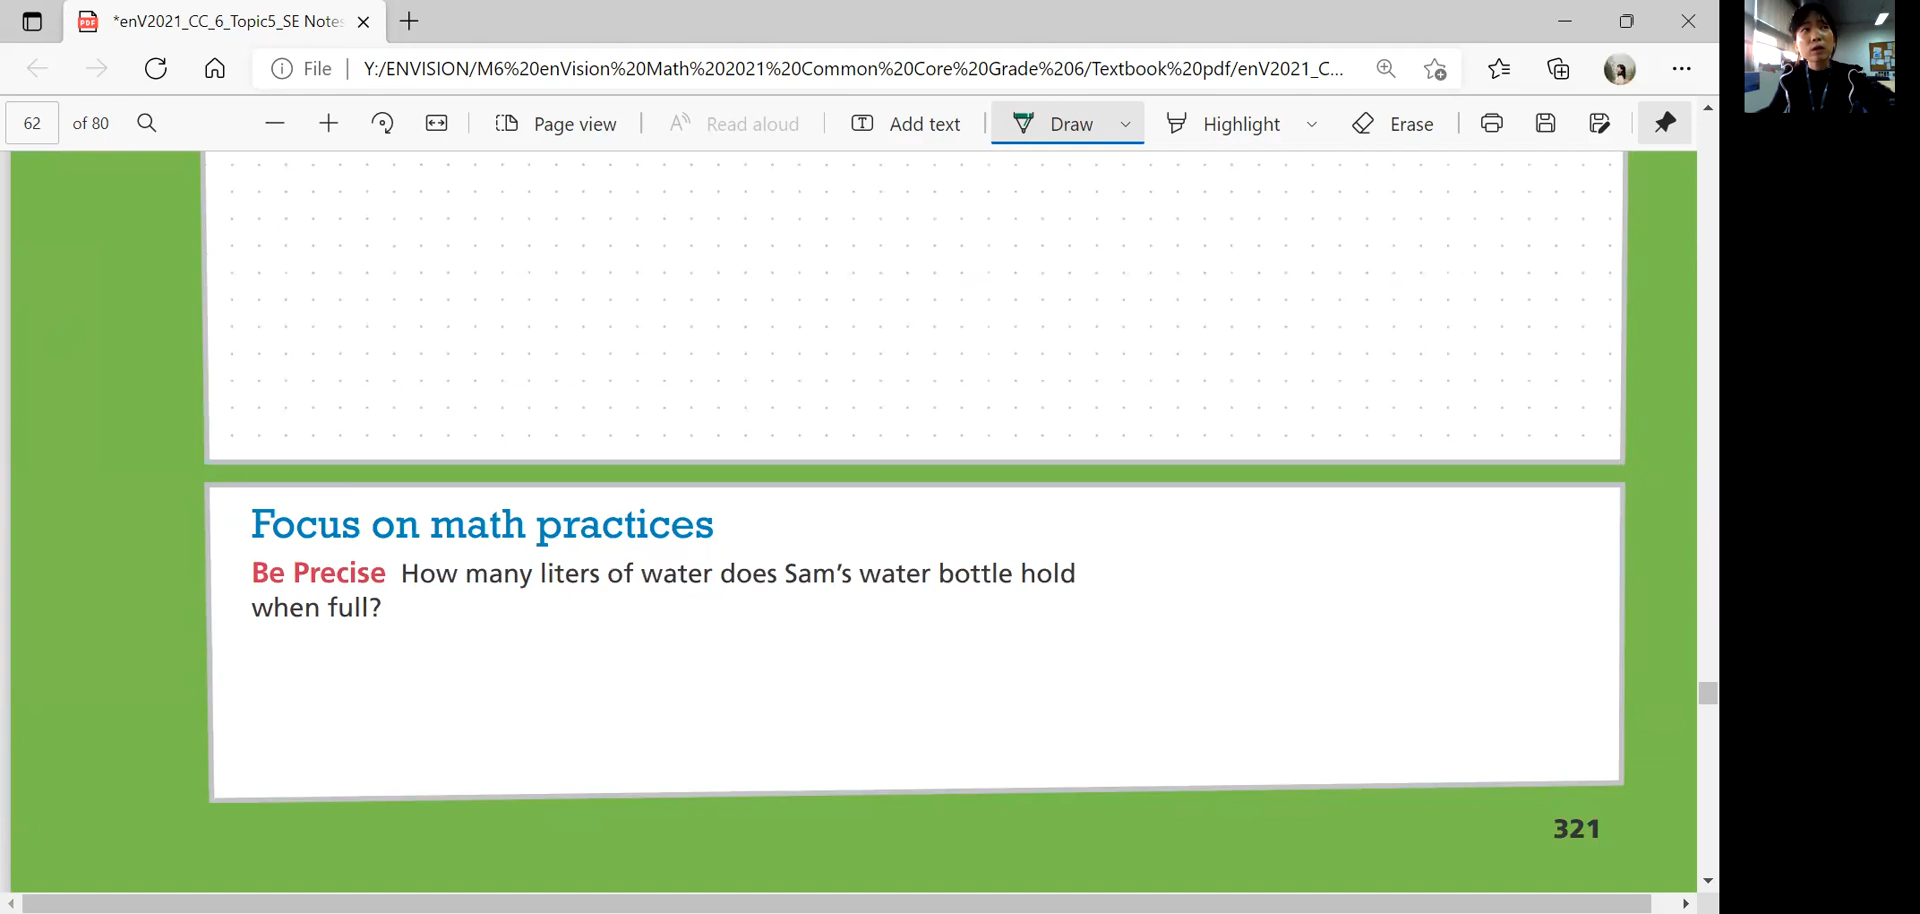 *enV2021_CC_6_Topic5_SE Notes
File
Y:/ENVISION/M6%20enVision%20Math%202021%20Common%20Core%20Grade%206/Textbook%20pdf/enV2021_C...
62 of 80
Page view
Read aloud
Add text
Draw
Highlight
Erase
Focus on math practices
Be Precise How many liters of water does Sam's water bottle hold
when full?
321